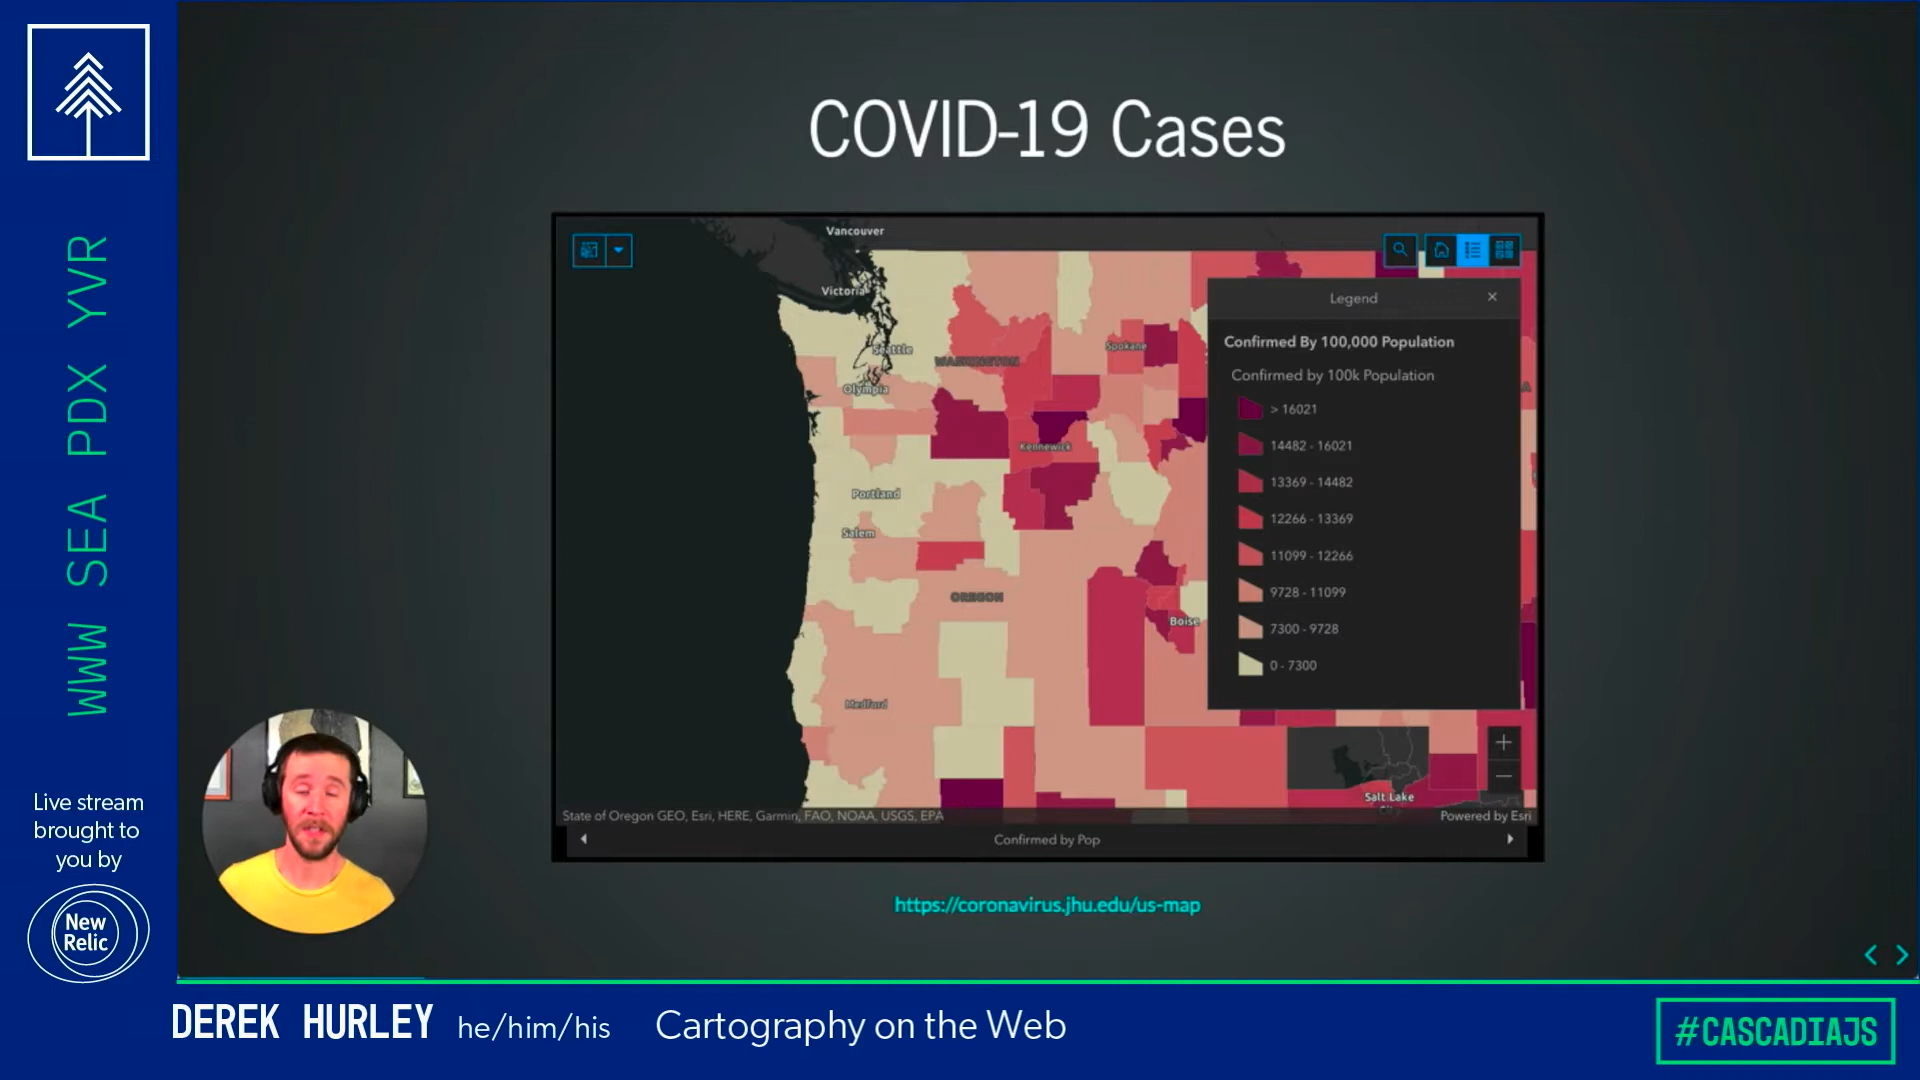 WWW SEA PDX YVR
Live stream
brought to
you by
New
Relic
COVID-19 Cases
Vancouver
Victoria
Seattle
WASHINGTON
Spokane
Olympia
Kennewick
Portland
Salem
OREGON
Boise
Medford
Salt Lake
City
Legend
Confirmed By 100,000 Population
Confirmed by 100k Population
> 16021
14482 - 16021
13369 - 14482
12266 - 13369
11099 - 12266
9728 - 11099
7300 - 9728
0 - 7300
State of Oregon GEO, Esri, HERE, Garmin, FAO, NOAA, USGS, EPA
Powered by Esri
Confirmed by Pop
https://coronavirus.jhu.edu/us-map
DEREK HURLEY he/him/his Cartography on the Web
#CASCADIAJS